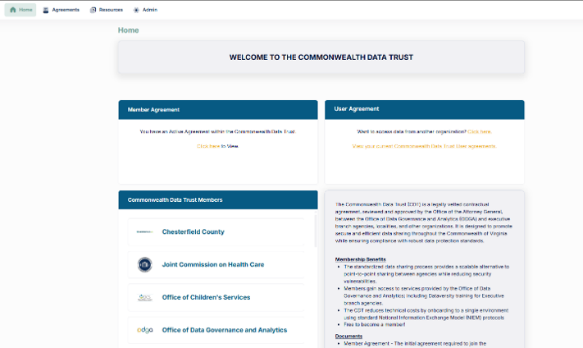 Home Agreements Resources Admin
Home
WELCOME TO THE COMMONWEALTH DATA TRUST
Member Agreement
You have an Active Agreement within the Commonwealth Data Trust
Click here to View
User Agreement
Want to access data from another organization? Click here.
View your current Commonwealth Data Trust User agreements.
Commonwealth Data Trust Members
Chesterfield County
Joint Commission on Health Care
Office of Children's Services
odga Office of Data Governance and Analytics
The Commonwealth Data Trust (CDT) is a legally vetted contractual
agreement, reviewed and approved by the Office of the Attorney General,
between the Office of Data Governance and Analytics (ODGA) and executive
branch agencies, localities, and other organizations. It is designed to promote
secure and efficient data sharing throughout the Commonwealth of Virginia
while ensuring compliance with robust data protection standards.
Membership Benefits
The standardized data sharing process provides a scalable alternative to
point-to-point sharing between agencies while reducing security
vulnerabilities.
Members gain access to services provided by the Office of Data
Governance and Analytics including Dataversity training for Executive
branch agencies.
The CDT reduces technical costs by onboarding to a single environment
using standard National Information Exchange Model (NIEM) protocols
Files to become a member!
Documents
Member Agreement - The initial agreement required to join the